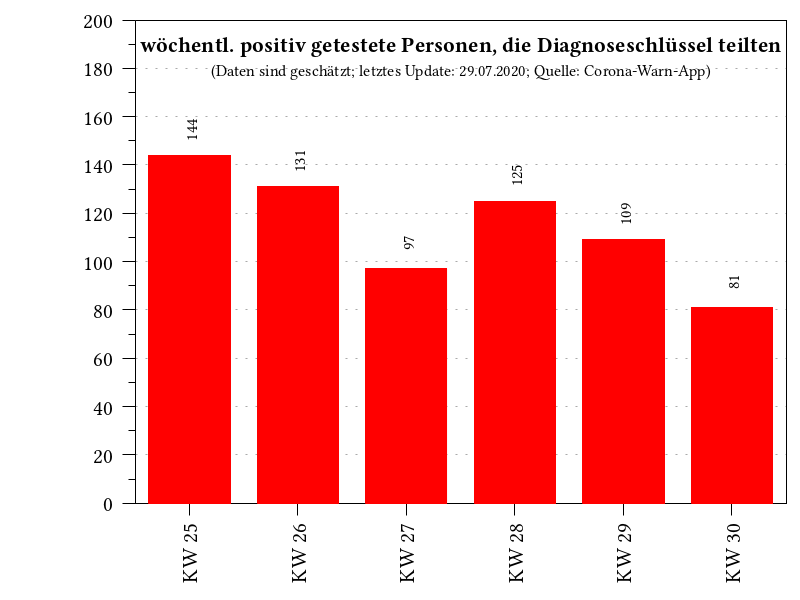 wöchentl. positiv getestete Personen, die Diagnoseschlüssel teilten
(Daten sind geschätzt; letztes Update: 29.07.2020; Quelle: Corona-Warn-App)
200
180
160
140
120
100
80
60
40
20
0
144
131
97
125
109
81
KW 25
KW 26
KW 27
KW 28
KW 29
KW 30